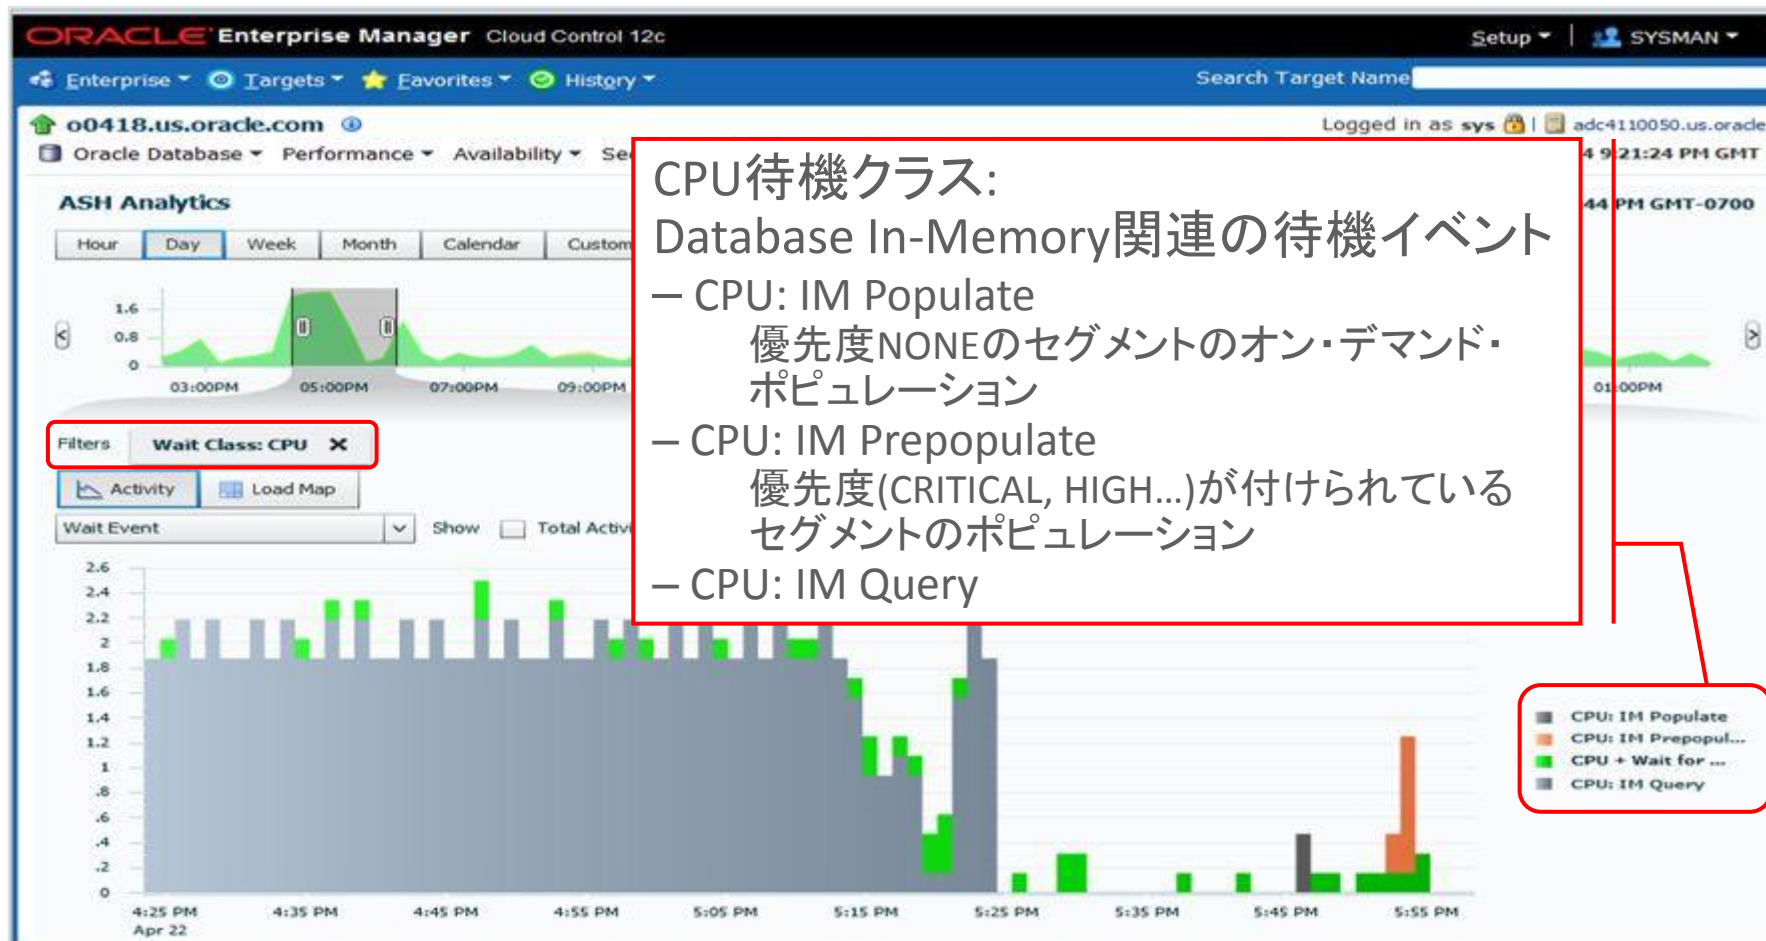 ORACLE Enterprise Manager Cloud Control 12c
Setup
SYSMAN
Enterprise Targets Favorites History
Search Target Name
o0418.us.oracle.com
Logged in as sys
adc4110050.us.oracle
Oracle Database Performance Availability
4 9:21:24 PM GMT
ASH Analytics
44 PM GMT-0700
Hour Day Week Month Calendar Custom
1.6
0.8
0
03:00PM 05:00PM 07:00PM 09:00PM
01:00PM
Filters Wait Class: CPU
Activity Load Map
Wait Event Show Total
CPU待機クラス:
Database In-Memory関連の待機イベント
– CPU: IM Populate
優先度NONEのセグメントのオン・デマンド・
ポピュレーション
– CPU: IM Prepopulate
優先度(CRITICAL, HIGH…)が付けられている
セグメントのポピュレーション
– CPU: IM Query
2.6
2.4
2.2
2
1.8
1.6
1.4
1.2
1
.8
.6
.4
.2
0
4:25 PM 4:35 PM 4:45 PM 4:55 PM 5:05 PM 5:15 PM 5:25 PM 5:35 PM 5:45 PM 5:55 PM
Apr 22
CPU: IM Populate
CPU: IM Prepopul...
CPU + Wait for ...
CPU: IM Query